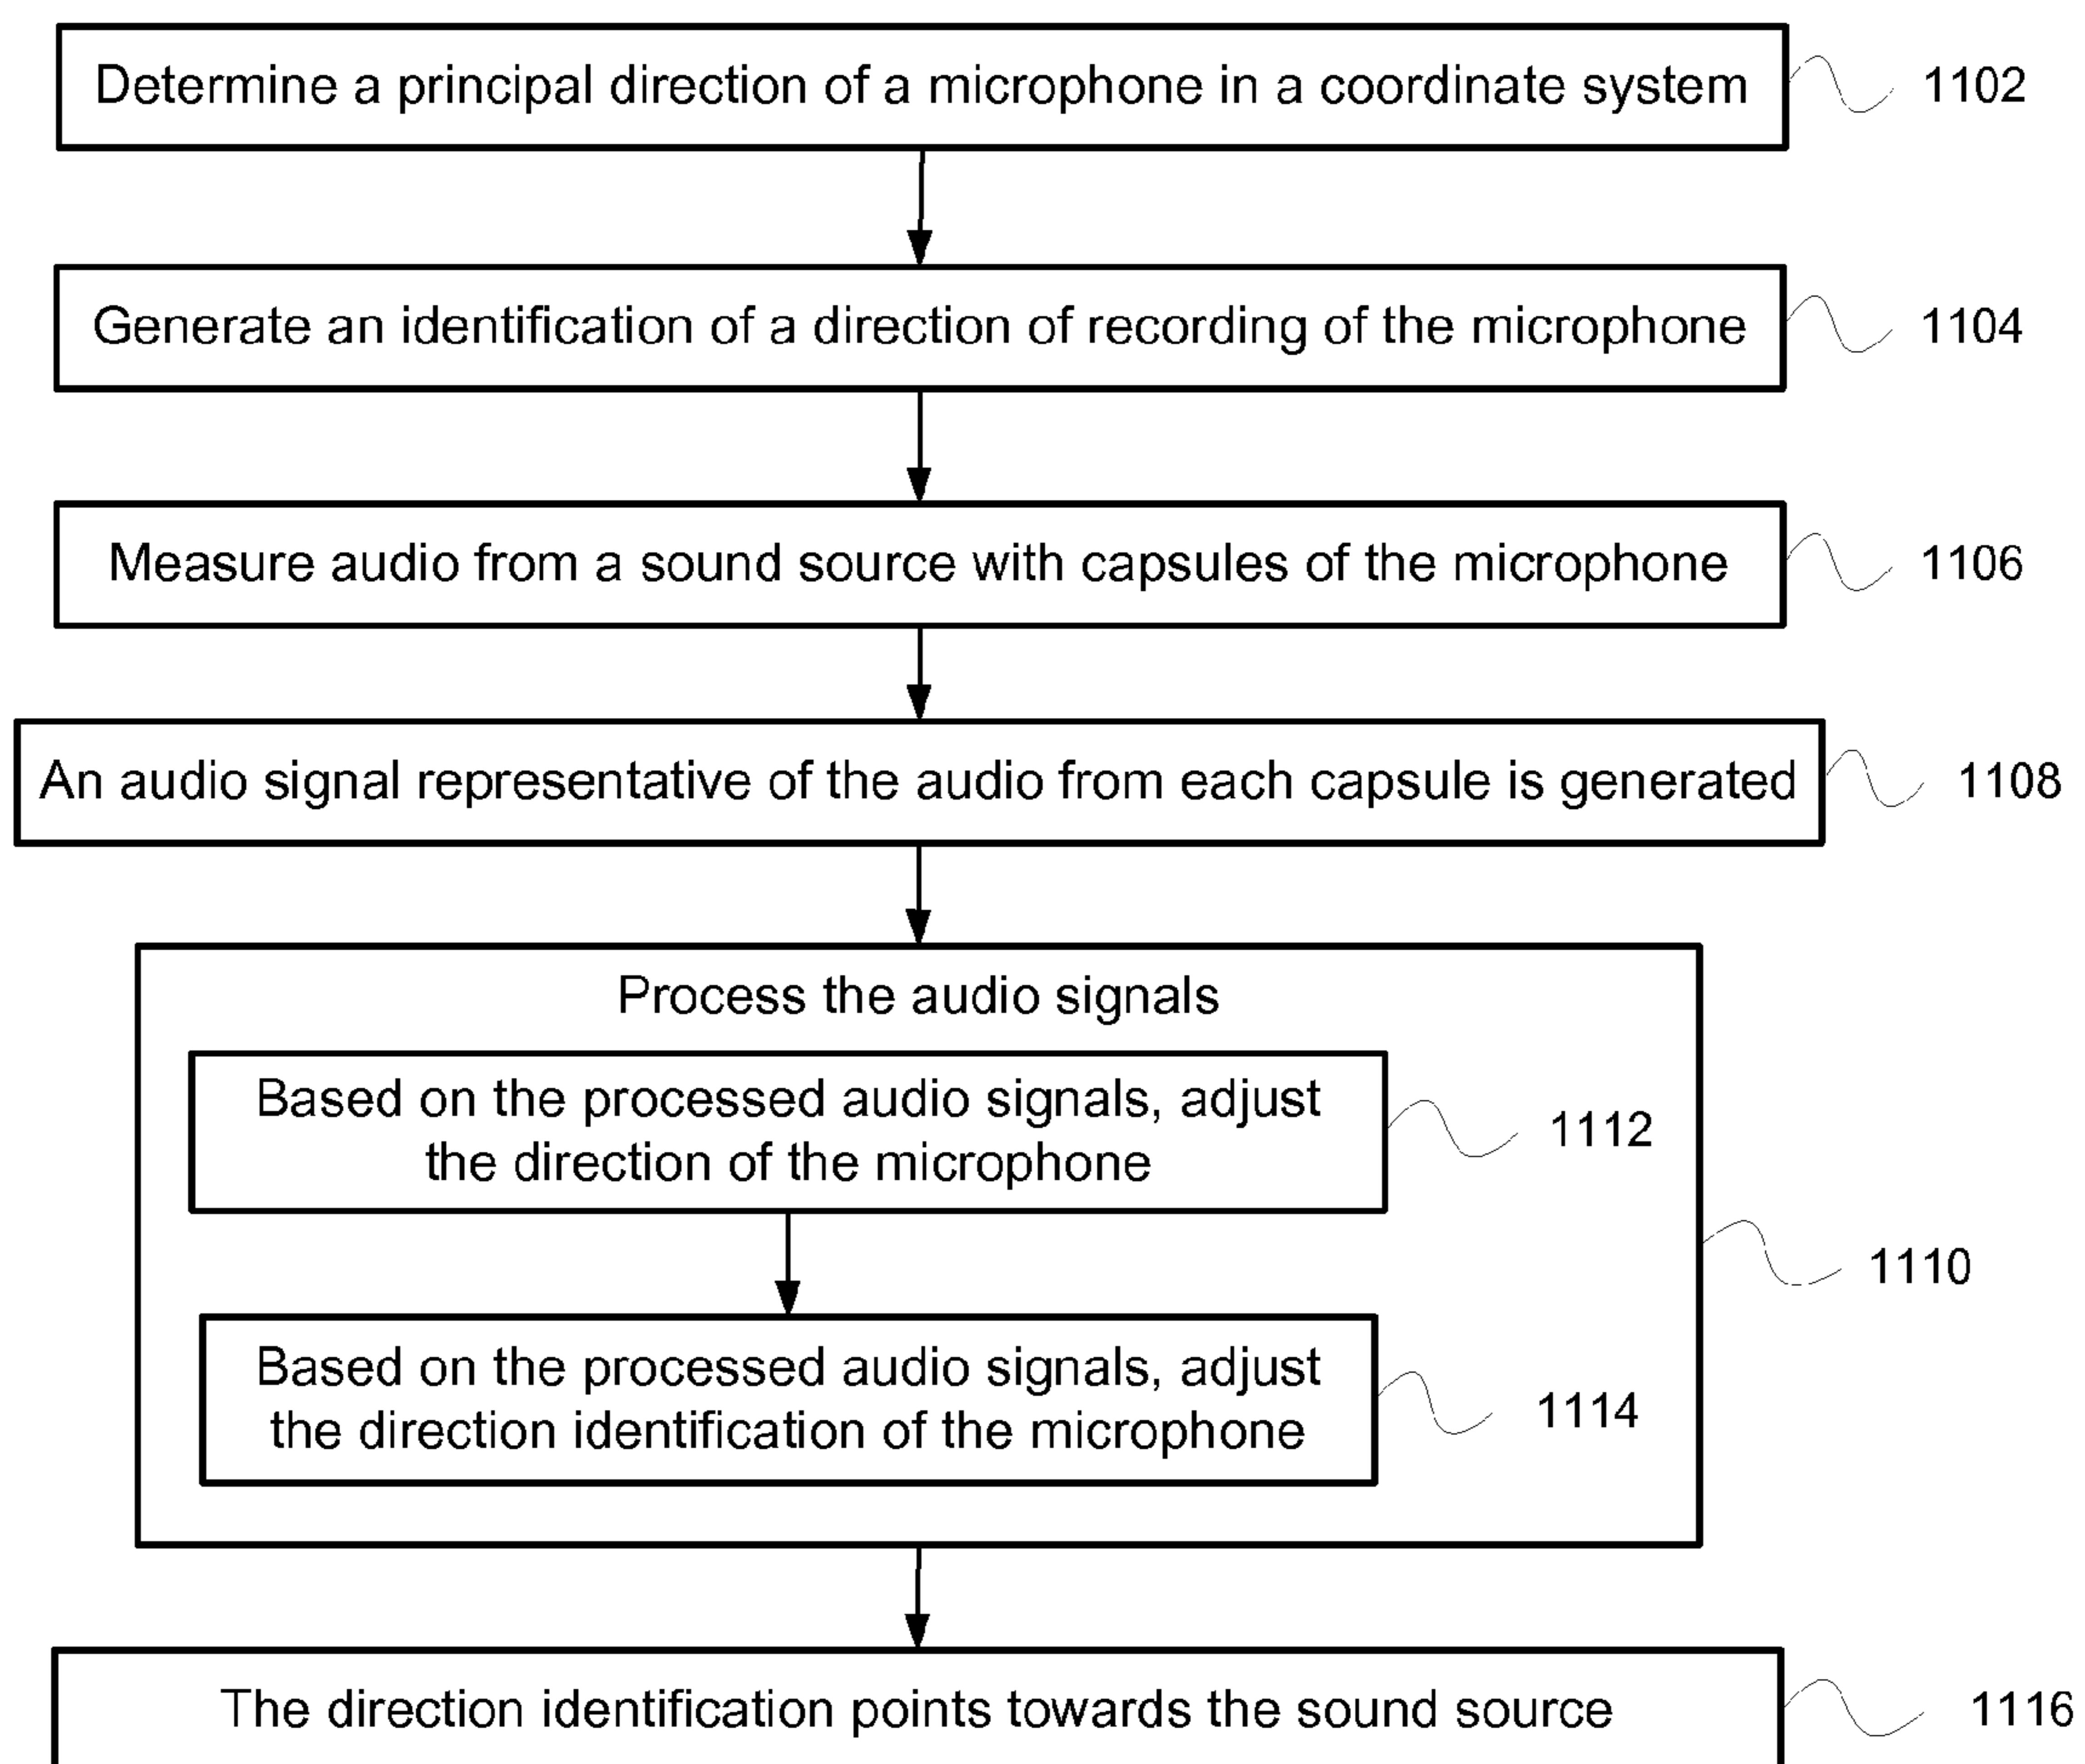 Determine a principal direction of a microphone in a coordinate system
1102
Generate an identification of a direction of recording of the microphone
1104
Measure audio from a sound source with capsules of the microphone
1106
An audio signal representative of the audio from each capsule is generated
1108
Process the audio signals
Based on the processed audio signals, adjust
the direction of the microphone
1112
1110
Based on the processed audio signals, adjust
the direction identification of the microphone
1114
The direction identification points towards the sound source
1116